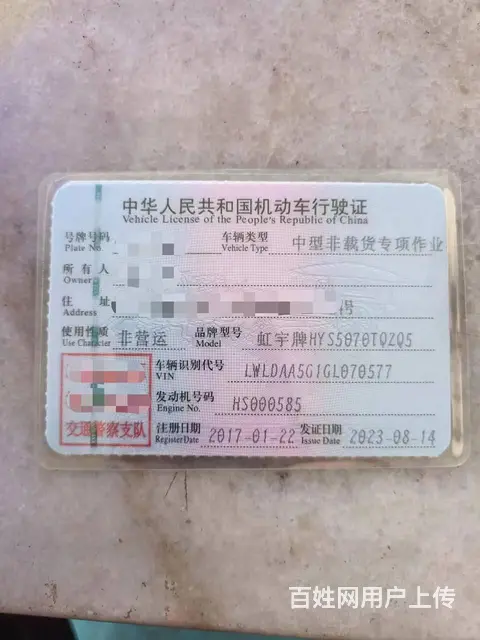 中华人民共和国机动车行驶证
Vehicle License of the People's Republic of China
号牌号码 车辆类型 中型非载货专项作业
Plate No. Vehicle Type
所有人
Owner
住址 号
Address
使用性质 非营运 品牌型号 虹宇牌HYS5070TQZQ5
Use Character Model
车辆识别代号 LWLDAA5G1GL070577
VIN
发动机号码 HS000585
Engine No.
交通警察支队
注册日期 2017-01-22 发证日期 2023-08-14
Register Date Issue Date
百姓网用户上传